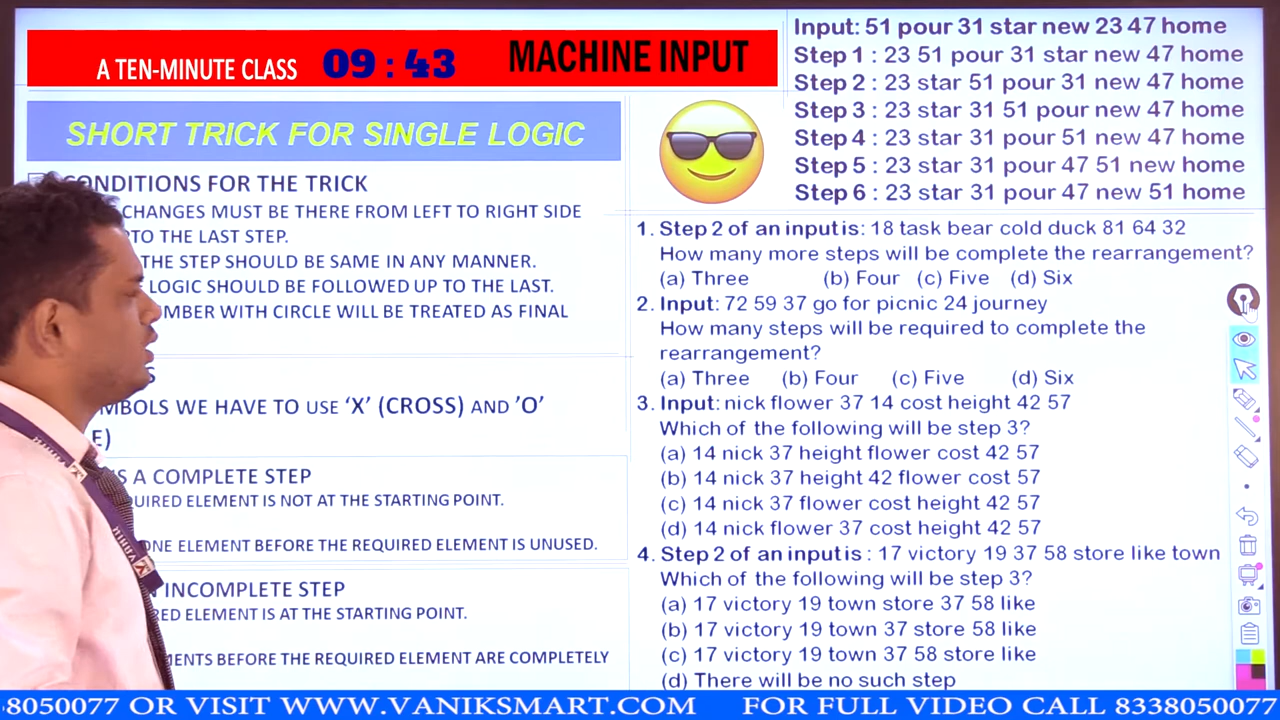 A TEN-MINUTE CLASS 09 : 43 MACHINE INPUT
SHORT TRICK FOR SINGLE LOGIC
CONDITIONS FOR THE TRICK
CHANGES MUST BE THERE FROM LEFT TO RIGHT SIDE
THE LAST STEP.
THE STEP SHOULD BE SAME IN ANY MANNER.
LOGIC SHOULD BE FOLLOWED UP TO THE LAST.
WITH CIRCLE WILL BE TREATED AS FINAL
WE HAVE TO USE ‘X’ (CROSS) AND ’O’
A COMPLETE STEP
ELEMENT IS NOT AT THE STARTING POINT.
ONE ELEMENT BEFORE THE REQUIRED ELEMENT IS UNUSED.
INCOMPLETE STEP
ELEMENT IS AT THE STARTING POINT.
BEFORE THE REQUIRED ELEMENT ARE COMPLETELY
Input: 51 pour 31 star new 23 47 home
Step 1 : 23 51 pour 31 star new 47 home
Step 2 : 23 star 51 pour 31 new 47 home
Step 3 : 23 star 31 51 pour new 47 home
Step 4 : 23 star 31 pour 51 new 47 home
Step 5 : 23 star 31 pour 47 51 new home
Step 6 : 23 star 31 pour 47 new 51 home
1. Step 2 of an input is: 18 task bear cold duck 81 64 32
How many more steps will be complete the rearrangement?
(a) Three (b) Four (c) Five (d) Six
2. Input: 72 59 37 go for picnic 24 journey
How many steps will be required to complete the
rearrangement?
(a) Three (b) Four (c) Five (d) Six
3. Input: nick flower 37 14 cost height 42 57
Which of the following will be step 3?
(a) 14 nick 37 height flower cost 42 57
(b) 14 nick 37 height 42 flower cost 57
(c) 14 nick 37 flower cost height 42 57
(d) 14 nick flower 37 cost height 42 57
4. Step 2 of an input is : 17 victory 19 37 58 store like town
Which of the following will be step 3?
(a) 17 victory 19 town store 37 58 like
(b) 17 victory 19 town 37 store 58 like
(c) 17 victory 19 town 37 58 store like
(d) There will be no such step
8050077 OR VISIT WWW.VANIKSMART.COM FOR FULL VIDEO CALL 8338050077